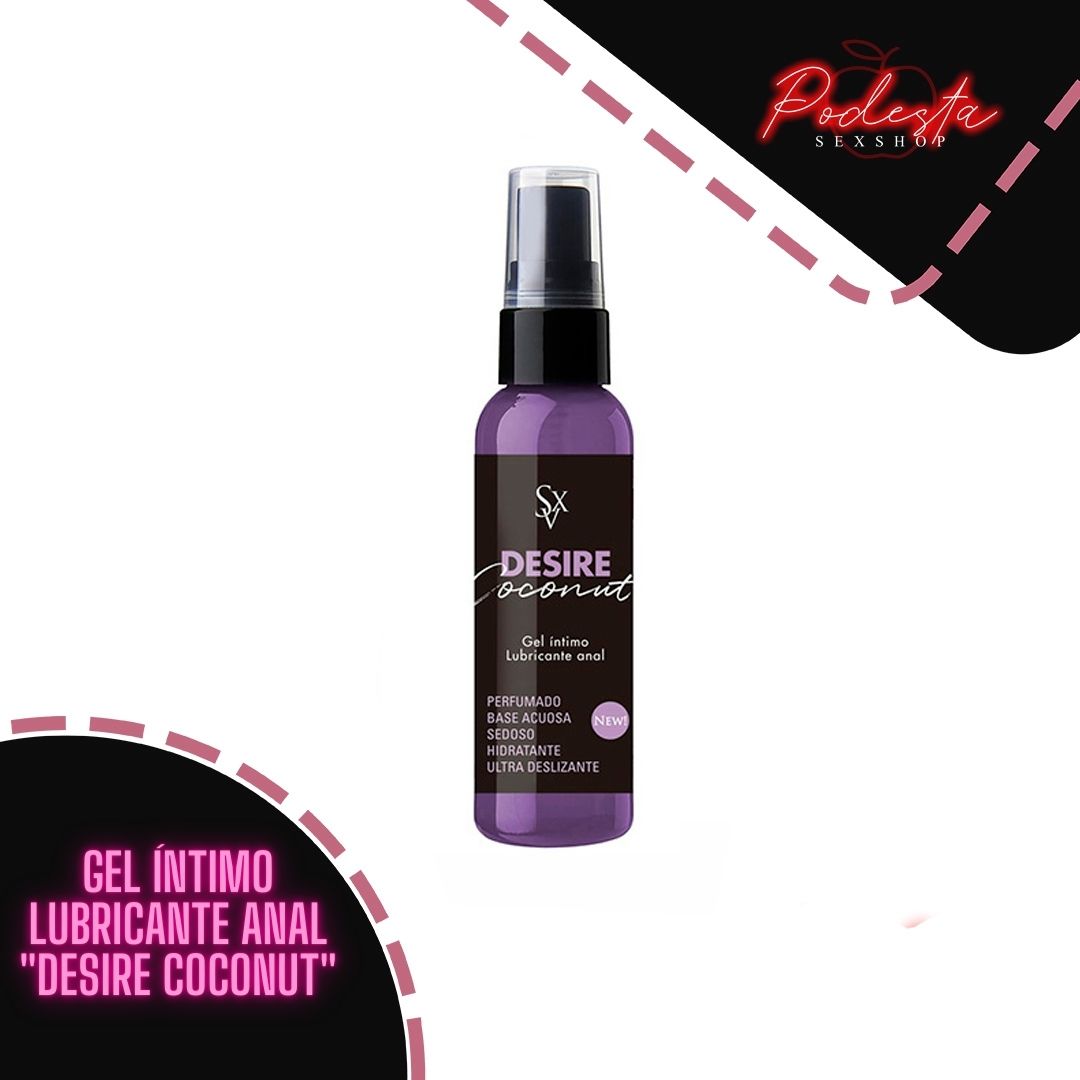 Podesta
SEXSHOP
SVX
DESIRE
Coconut
Gel íntimo
Lubricante anal
PERFUMADO
BASE ACUOSA
SEDOSO
HIDRATANTE
ULTRA DESLIZANTE
NEW!
GEL ÍNTIMO
LUBRICANTE ANAL
"DESIRE COCONUT"